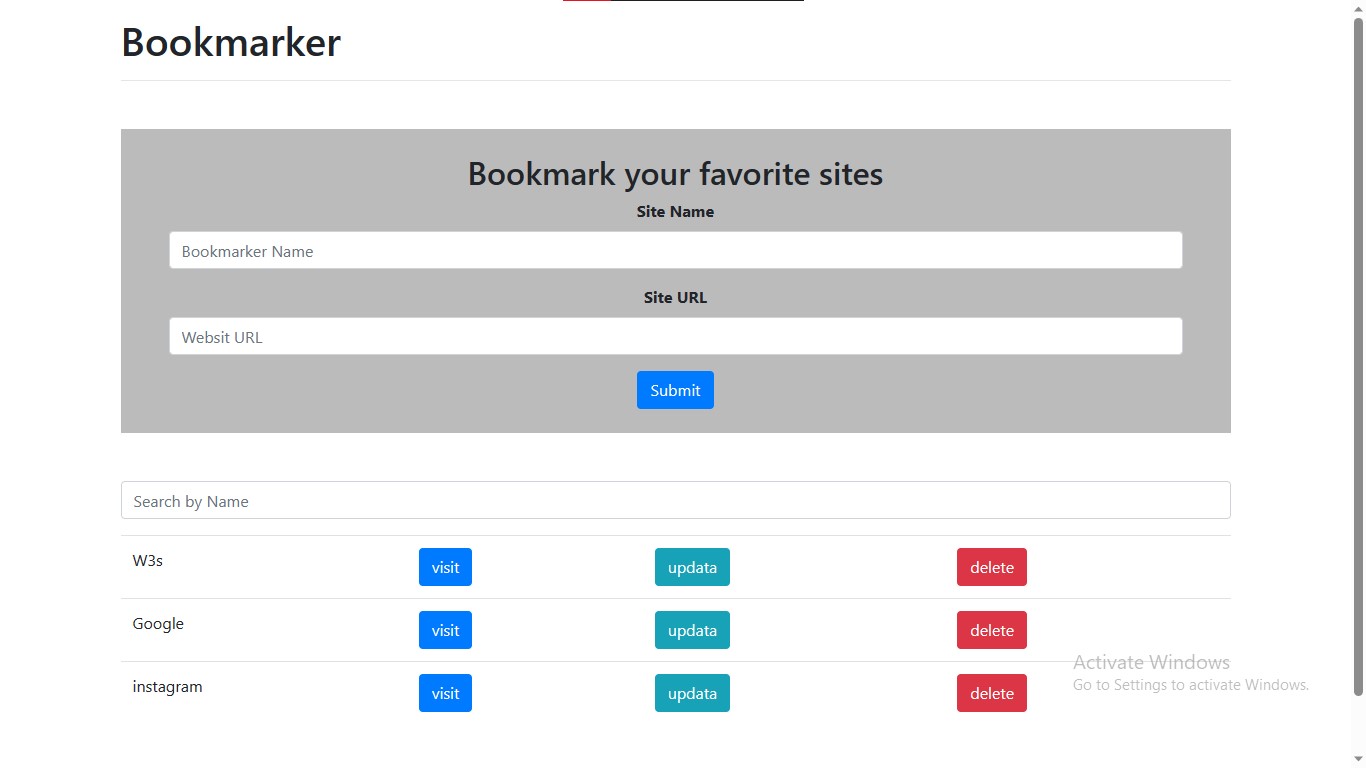 Bookmarker
Bookmark your favorite sites
Site Name
Bookmarker Name
Site URL
Websit URL
Submit
Search by Name
W3s visit updata delete
Google visit updata delete
instagram visit updata delete
Activate Windows
Go to Settings to activate Windows.